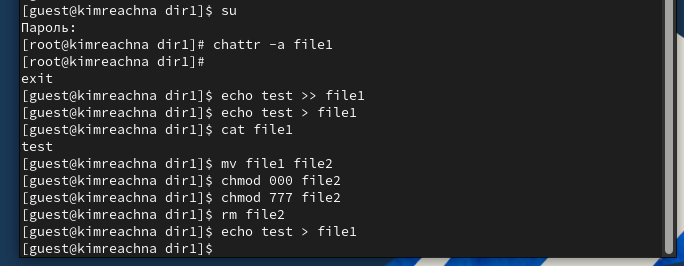 [guest@kimreachna dir1]$ su
Пароль:
[root@kimreachna dir1]# chattr -a file1
[root@kimreachna dir1]#
exit
[guest@kimreachna dir1]$ echo test >> file1
[guest@kimreachna dir1]$ echo test > file1
[guest@kimreachna dir1]$ cat file1
test
[guest@kimreachna dir1]$ mv file1 file2
[guest@kimreachna dir1]$ chmod 000 file2
[guest@kimreachna dir1]$ chmod 777 file2
[guest@kimreachna dir1]$ rm file2
[guest@kimreachna dir1]$ echo test > file1
[guest@kimreachna dir1]$